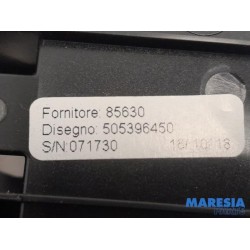 Fornitore: 85630
Disegno: 505396450
S/N:071730 16/10/18
MARESIA